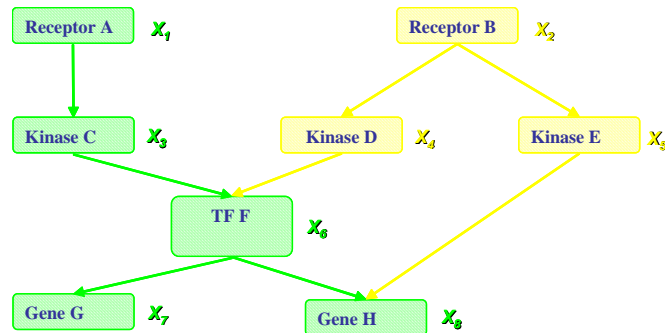 Receptor A X1 Receptor B X2
Kinase C X3 Kinase D X4 Kinase E X5
TF F X6
Gene G X7 Gene H X8